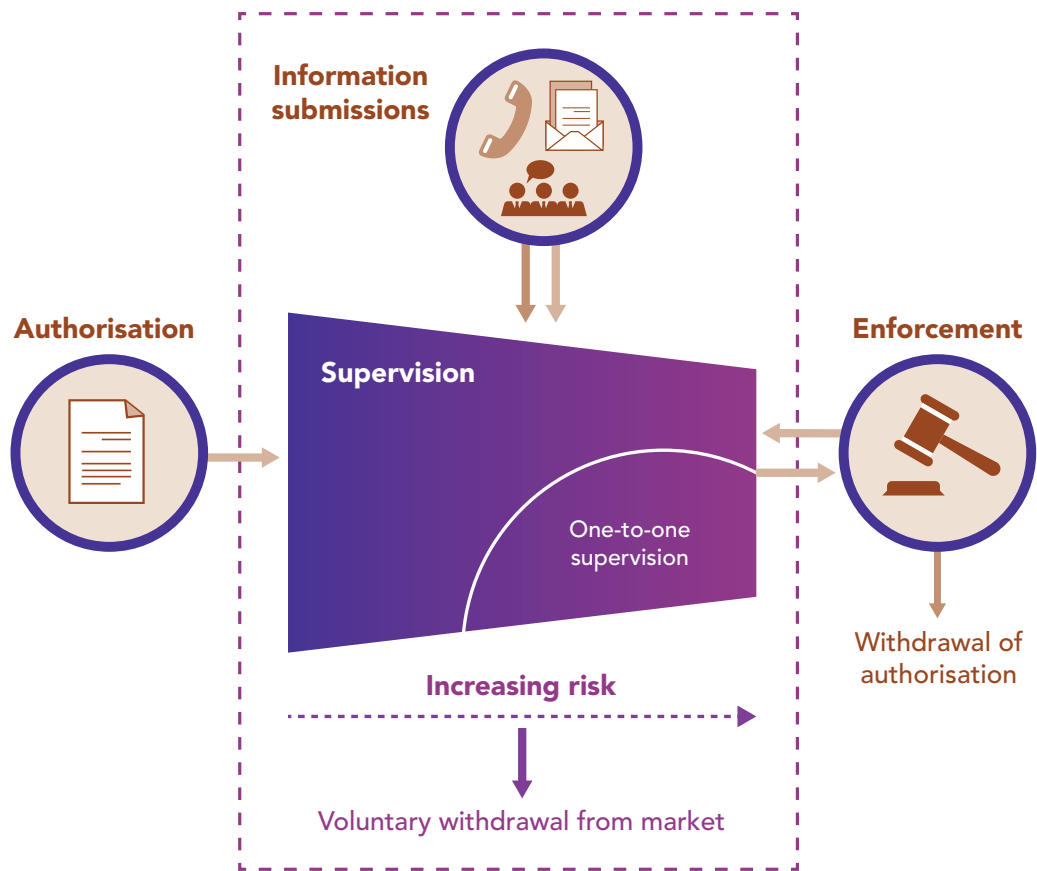 Information
submissions
Authorisation
Enforcement
Supervision
One-to-one
supervision
Withdrawal of
authorisation
Increasing risk
Voluntary withdrawal from market